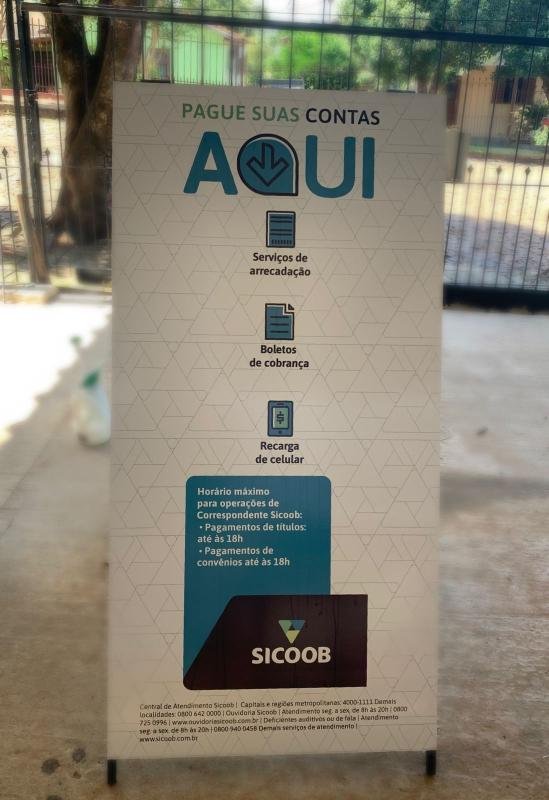 PAGUE SUAS CONTAS
AQUI
Serviços de
arrecadação
Boletos
de cobrança
Recarga
de celular
Horário máximo
para operações de
Correspondente Sicoob:
• Pagamentos de títulos:
até às 18h
• Pagamentos de
convênios até às 18h
SICOOB
Central de Atendimento Sicoob | Capitais e regiões metropolitanas: 4000-1111 Demais
localidades: 0800 642 0000 | Ouvidoria Sicoob | Atendimento seg. a sex. de 8h às 20h | 0800
725 0996 | www.ouvidoriasicoob.com.br | Deficientes auditivos ou de fala | Atendimento
seg. a sex. de 8h às 20h | 0800 940 0458 Demais serviços de atendimento |
www.sicoob.com.br